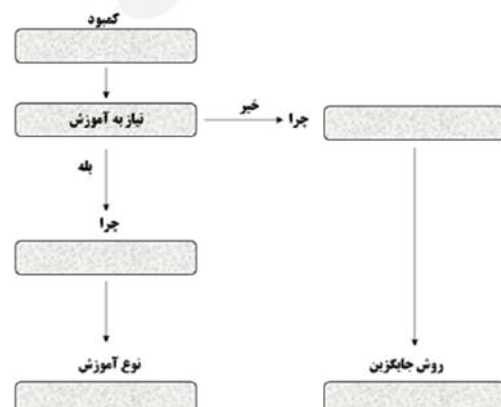 کمبود
نیاز به آموزش
خیر
چرا
بله
چرا
نوع آموزش
روش جایگزین